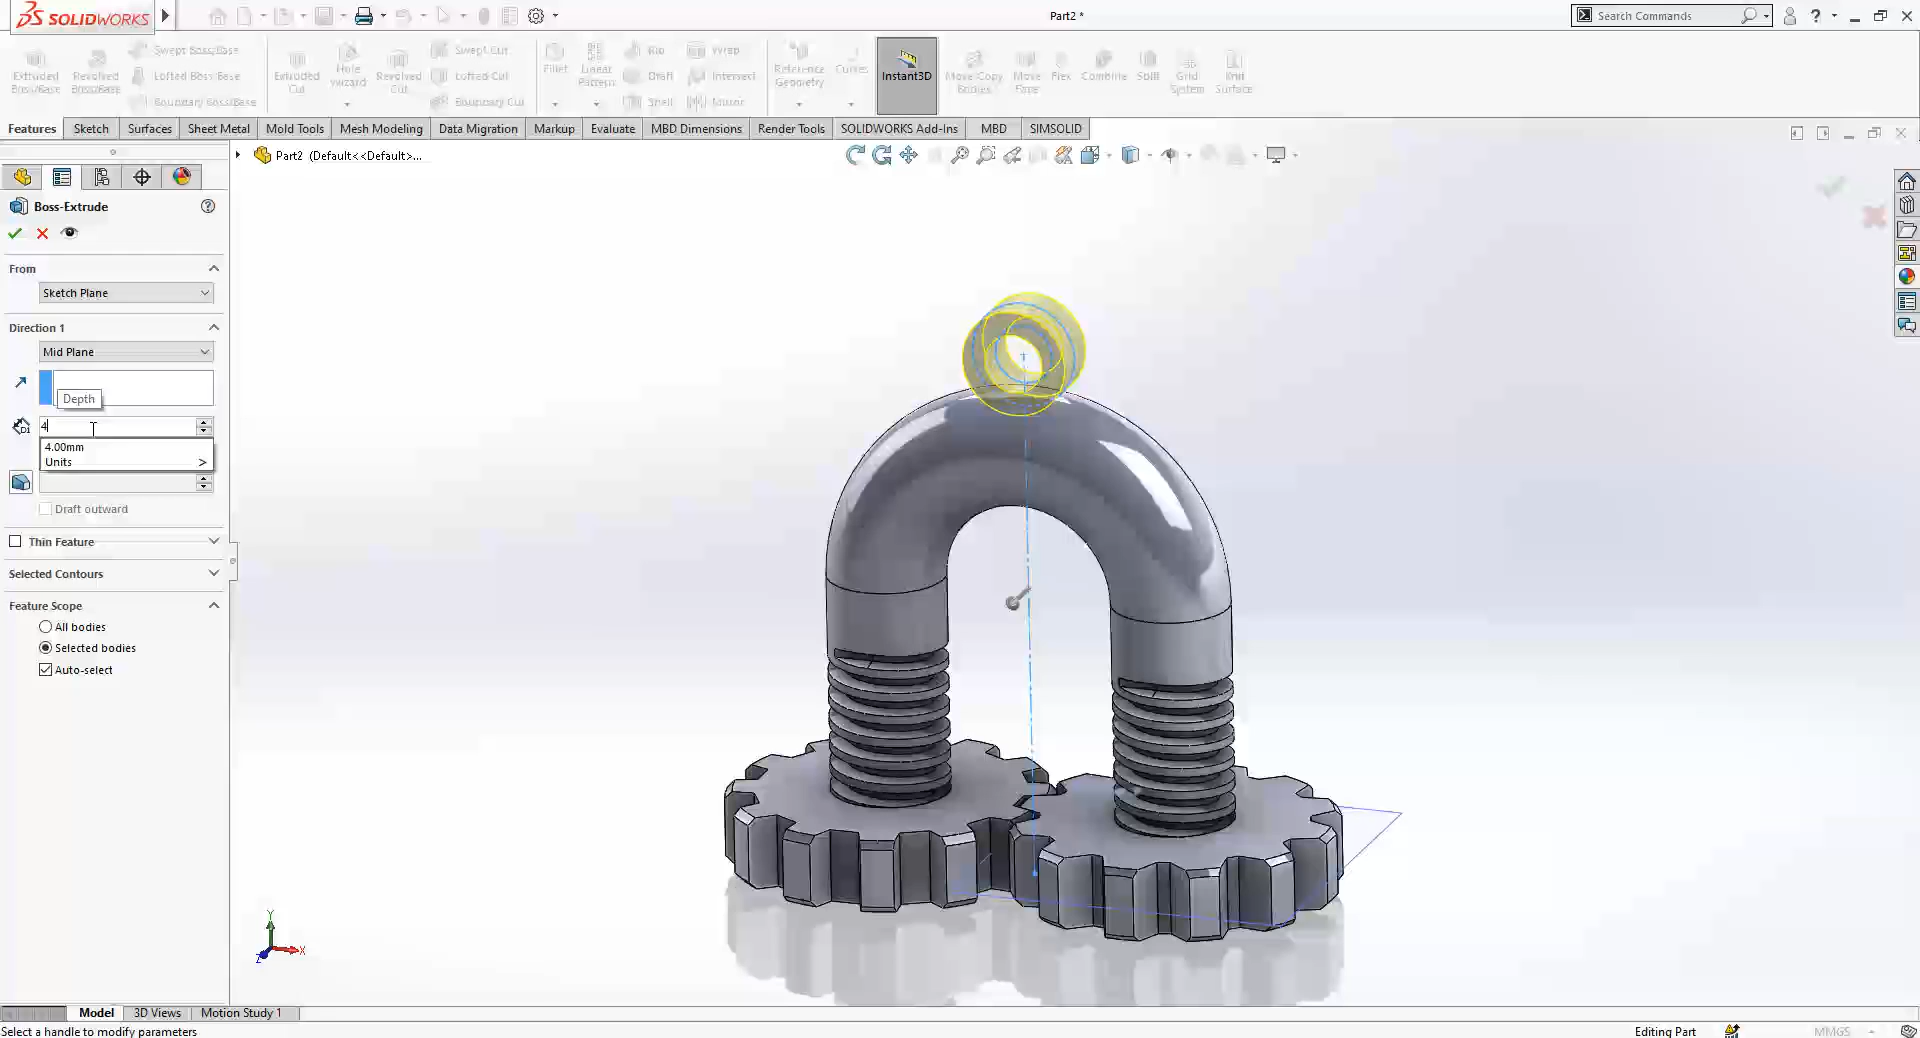 SOLIDWORKS
Part2 *
Search Commands
Extruded Boss/Base
Revolved Boss/Base
Swept Boss/Base
Lofted Boss/Base
Boundary Boss/Base
Extruded Cut
Hole Wizard
Revolved Cut
Swept Cut
Lofted Cut
Boundary Cut
Fillet
Linear Pattern
Rib
Draft
Shell
Wrap
Intersect
Mirror
Reference Geometry
Curves
Instant3D
Move/Copy Bodies
Move Face
Flex
Combine
Split
Grid System
Knit Surface
Features
Sketch
Surfaces
Sheet Metal
Mold Tools
Mesh Modeling
Data Migration
Markup
Evaluate
MBD Dimensions
Render Tools
SOLIDWORKS Add-Ins
MBD
SIMSOLID
Part2 (Default<<Default>...
Boss-Extrude
From
Sketch Plane
Direction 1
Mid Plane
Depth
D1
4
4.00mm
Units >
Draft outward
Thin Feature
Selected Contours
Feature Scope
All bodies
Selected bodies
Auto-select
Y
X
Z
Model
3D Views
Motion Study 1
Select a handle to modify parameters
Editing Part
MMGS